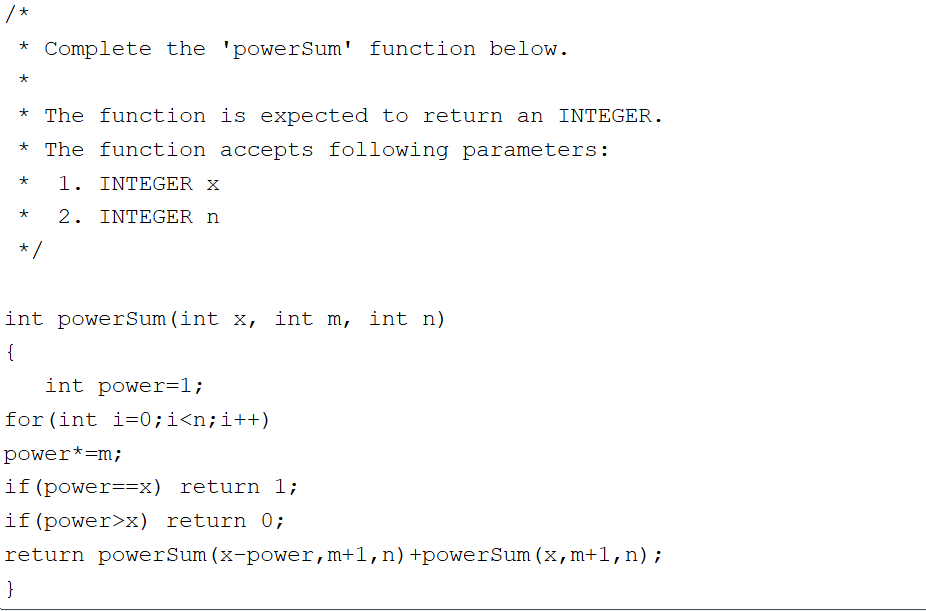 /*
 * Complete the 'powerSum' function below.
 *
 * The function is expected to return an INTEGER.
 * The function accepts following parameters:
 *  1. INTEGER x
 *  2. INTEGER n
 */
int powerSum(int x, int m, int n)
{
   int power=1;
for(int i=0;i<n;i++)
power*=m;
if(power==x) return 1;
if(power>x) return 0;
return powerSum(x-power,m+1,n)+powerSum(x,m+1,n);
}